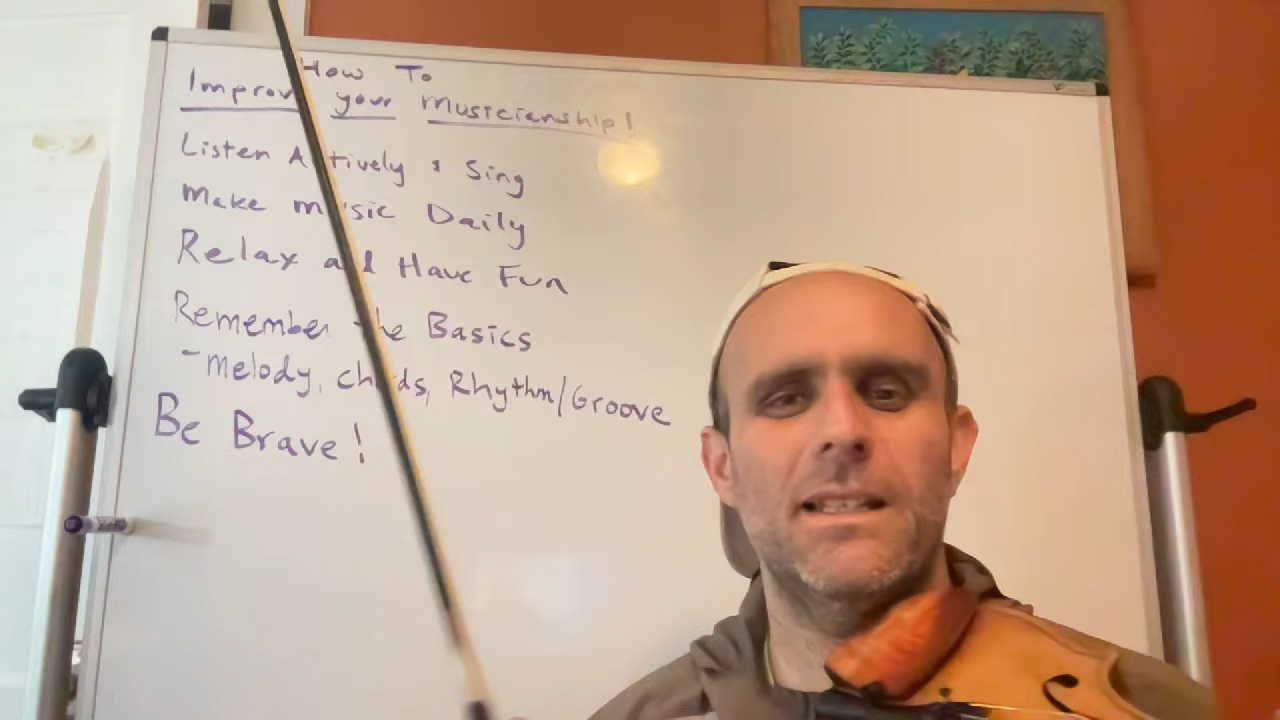 How To
Improve your Musicianship!
Listen Actively & Sing
Make music Daily
Relax and Have Fun
Remember the Basics
- Melody, chords, Rhythm/Groove
Be Brave!